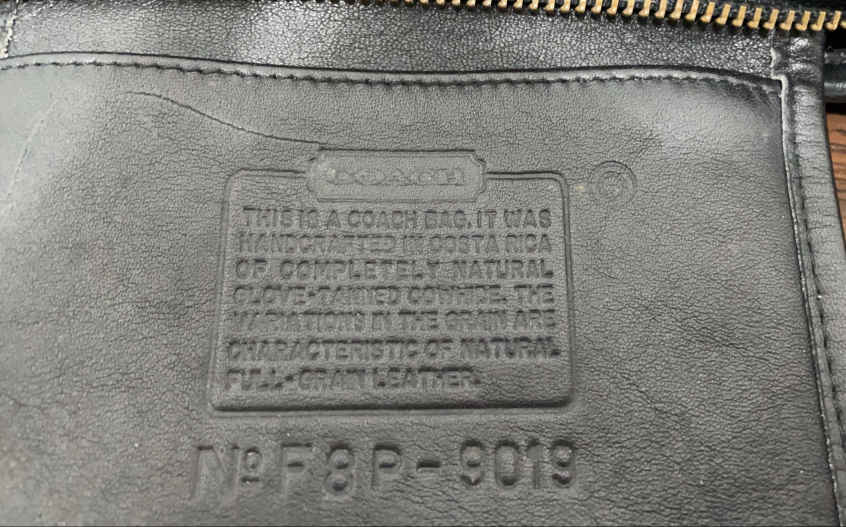 COACH
©
THIS IS A COACH BAG. IT WAS
HANDCRAFTED IN COSTA RICA
OF COMPLETELY NATURAL
GLOVE-TANNED COWHIDE. THE
VARIATIONS IN THE GRAIN ARE
CHARACTERISTIC OF NATURAL
FULL-GRAIN LEATHER.
Nº F8P-9019